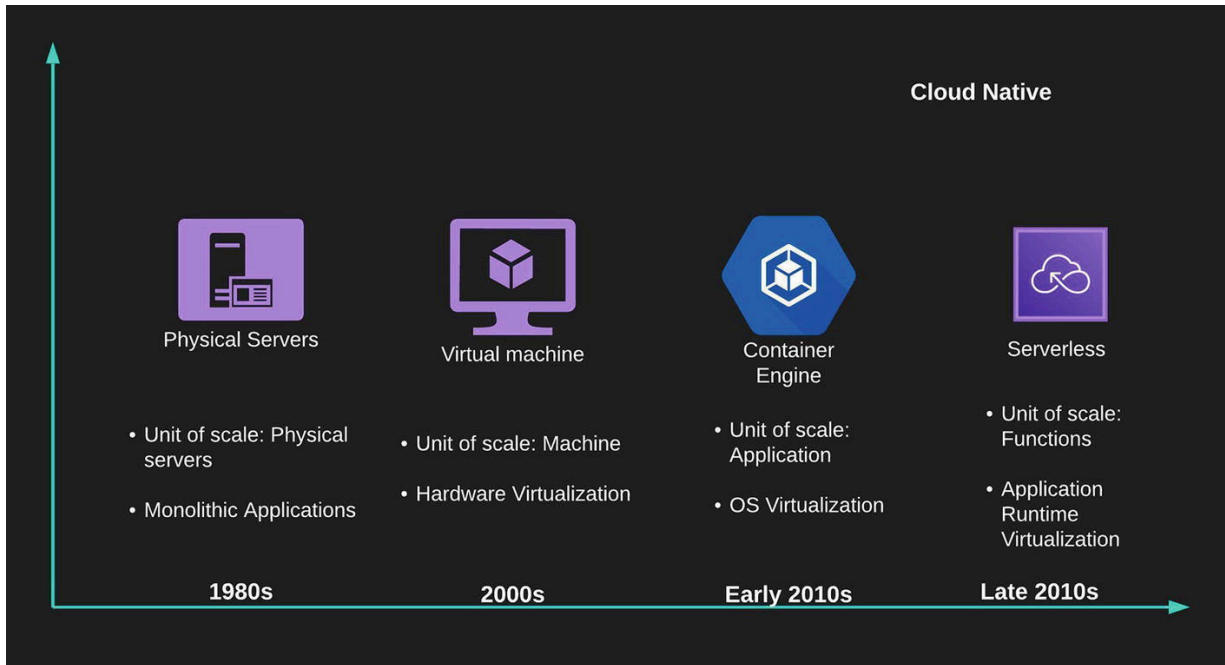 Cloud Native
Physical Servers
• Unit of scale: Physical
servers
• Monolithic Applications
1980s
Virtual machine
• Unit of scale: Machine
• Hardware Virtualization
2000s
Container
Engine
• Unit of scale:
Application
• OS Virtualization
Early 2010s
Serverless
• Unit of scale:
Functions
• Application
Runtime
Virtualization
Late 2010s